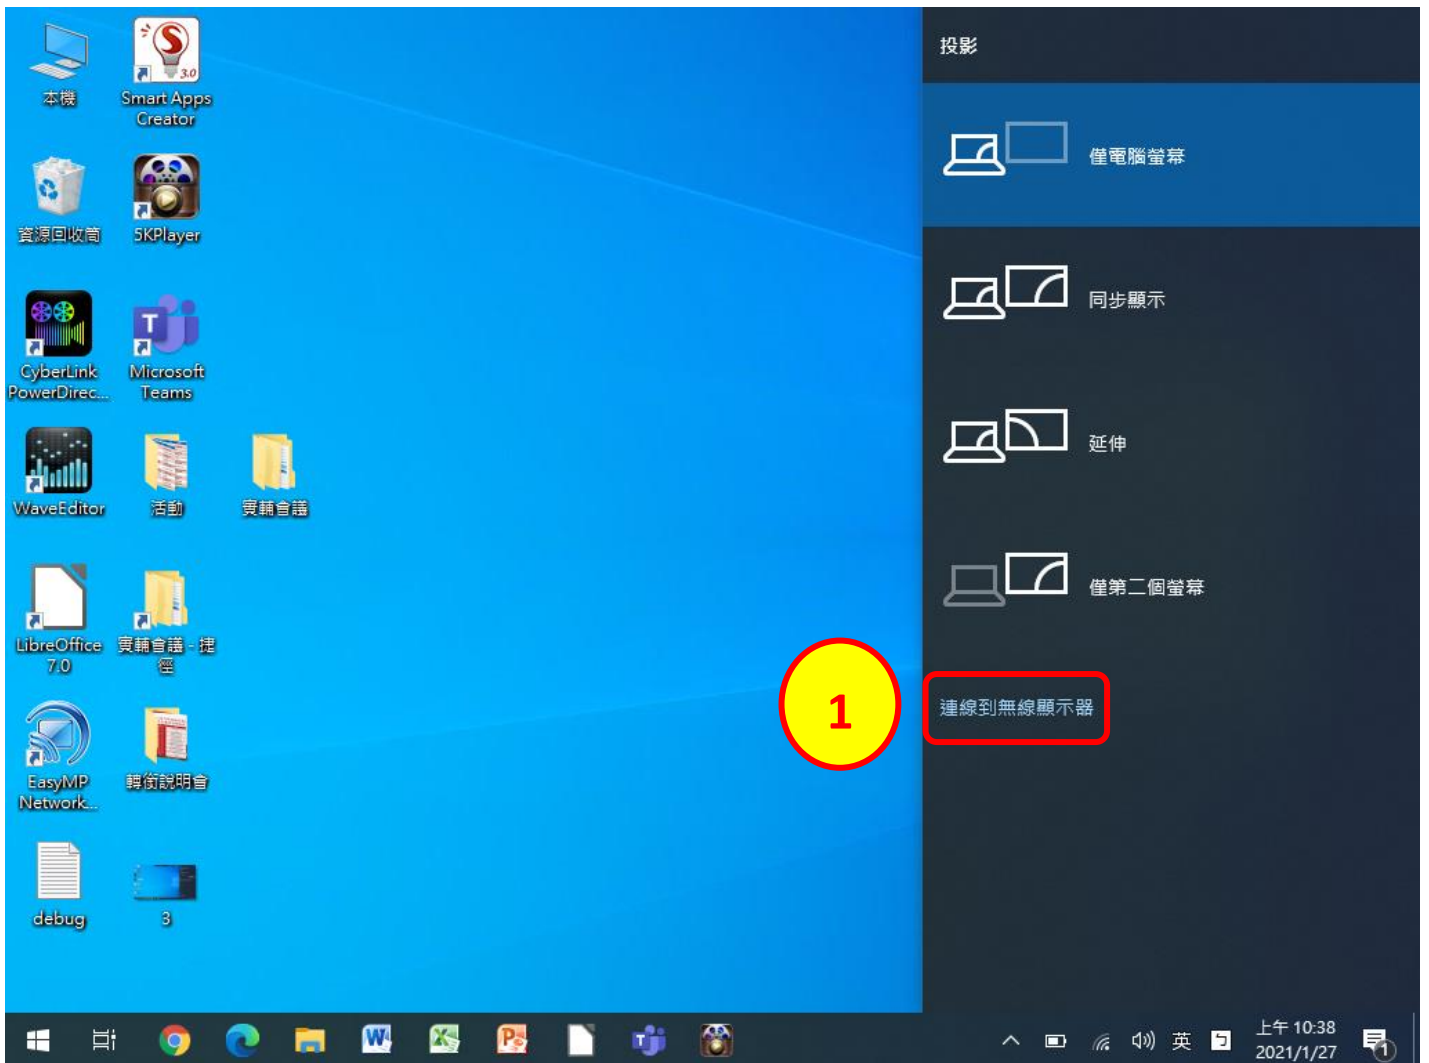 本機
Smart Apps
Creator
資源回收筒
5KPlayer
CyberLink
PowerDirec...
Microsoft
Teams
WaveEditor
活動
實輔會議
LibreOffice
7.0
實輔會議 - 捷
徑
EasyMP
Network...
轉銜說明會
debug
3
投影
僅電腦螢幕
同步顯示
延伸
僅第二個螢幕
1
連線到無線顯示器
英
ㄅ
上午 10:38
2021/1/27
1